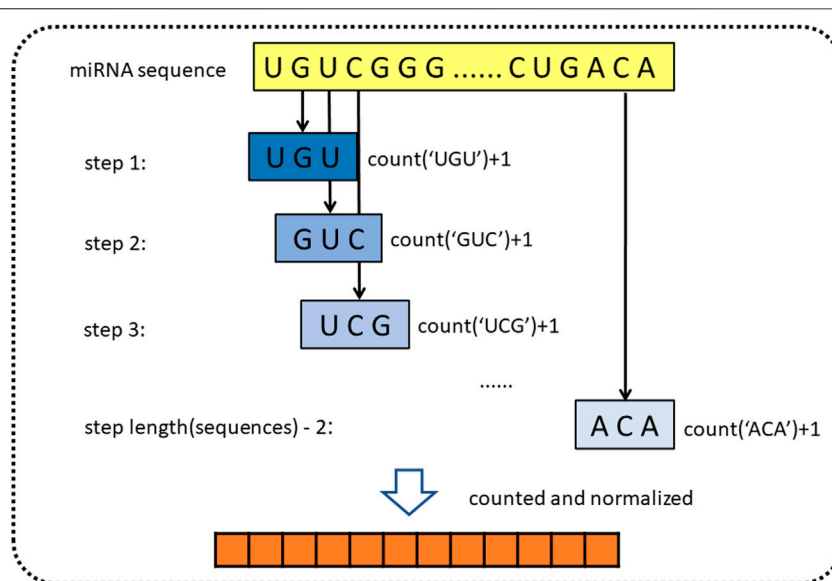 miRNA sequence U G U C G G G ...... C U G A C A
step 1: U G U count(‘UGU’)+1
step 2: G U C count(‘GUC’)+1
step 3: U C G count(‘UCG’)+1
......
step length(sequences) - 2: A C A count(‘ACA’)+1
counted and normalized